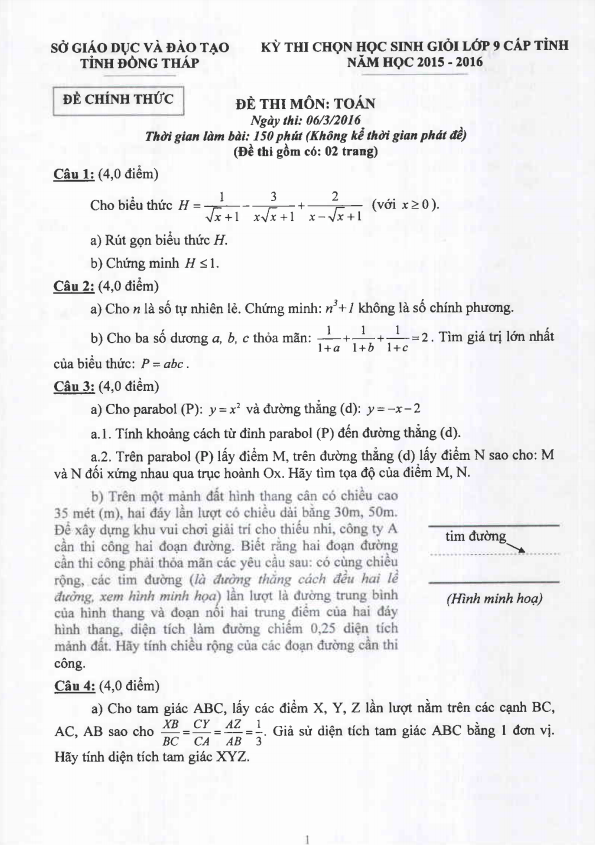 SỞ GIÁO DỤC VÀ ĐÀO TẠO
TỈNH ĐỒNG THÁP
KỲ THI CHỌN HỌC SINH GIỎI LỚP 9 CẤP TỈNH
NĂM HỌC 2015 - 2016
ĐỀ CHÍNH THỨC
ĐỀ THI MÔN: TOÁN
Ngày thi: 06/3/2016
Thời gian làm bài: 150 phút (Không kể thời gian phát đề)
(Đề thi gồm có: 02 trang)
Câu 1: (4,0 điểm)
Cho biểu thức H = 1/(√x + 1) - 3/(x√x + 1) + 2/(x - √x + 1) (với x ≥ 0).
a) Rút gọn biểu thức H.
b) Chứng minh H ≤ 1.
Câu 2: (4,0 điểm)
a) Cho n là số tự nhiên lẻ. Chứng minh: n³+1 không là số chính phương.
b) Cho ba số dương a, b, c thỏa mãn: 1/(1+a) + 1/(1+b) + 1/(1+c) = 2. Tìm giá trị lớn nhất
của biểu thức: P = abc.
Câu 3: (4,0 điểm)
a) Cho parabol (P): y = x² và đường thẳng (d): y = -x - 2
a.1. Tính khoảng cách từ đỉnh parabol (P) đến đường thẳng (d).
a.2. Trên parabol (P) lấy điểm M, trên đường thẳng (d) lấy điểm N sao cho: M
và N đối xứng nhau qua trục hoành Ox. Hãy tìm tọa độ của điểm M, N.
b) Trên một mảnh đất hình thang cân có chiều cao
35 mét (m), hai đáy lần lượt có chiều dài bằng 30m, 50m.
Để xây dựng khu vui chơi giải trí cho thiếu nhi, công ty A
cần thi công hai đoạn đường. Biết rằng hai đoạn đường
cần thi công phải thỏa mãn các yêu cầu sau: có cùng chiều
rộng, các tim đường (là đường thẳng cách đều hai lề
đường, xem hình minh họa) lần lượt là đường trung bình
của hình thang và đoạn nối hai trung điểm của hai đáy
hình thang, diện tích làm đường chiếm 0,25 diện tích
mảnh đất. Hãy tính chiều rộng của các đoạn đường cần thi
công.
tim đường
(Hình minh hoạ)
Câu 4: (4,0 điểm)
a) Cho tam giác ABC, lấy các điểm X, Y, Z lần lượt nằm trên các cạnh BC,
AC, AB sao cho XB/BC = CY/CA = AZ/AB = 1/3. Giả sử diện tích tam giác ABC bằng 1 đơn vị.
Hãy tính diện tích tam giác XYZ.
1